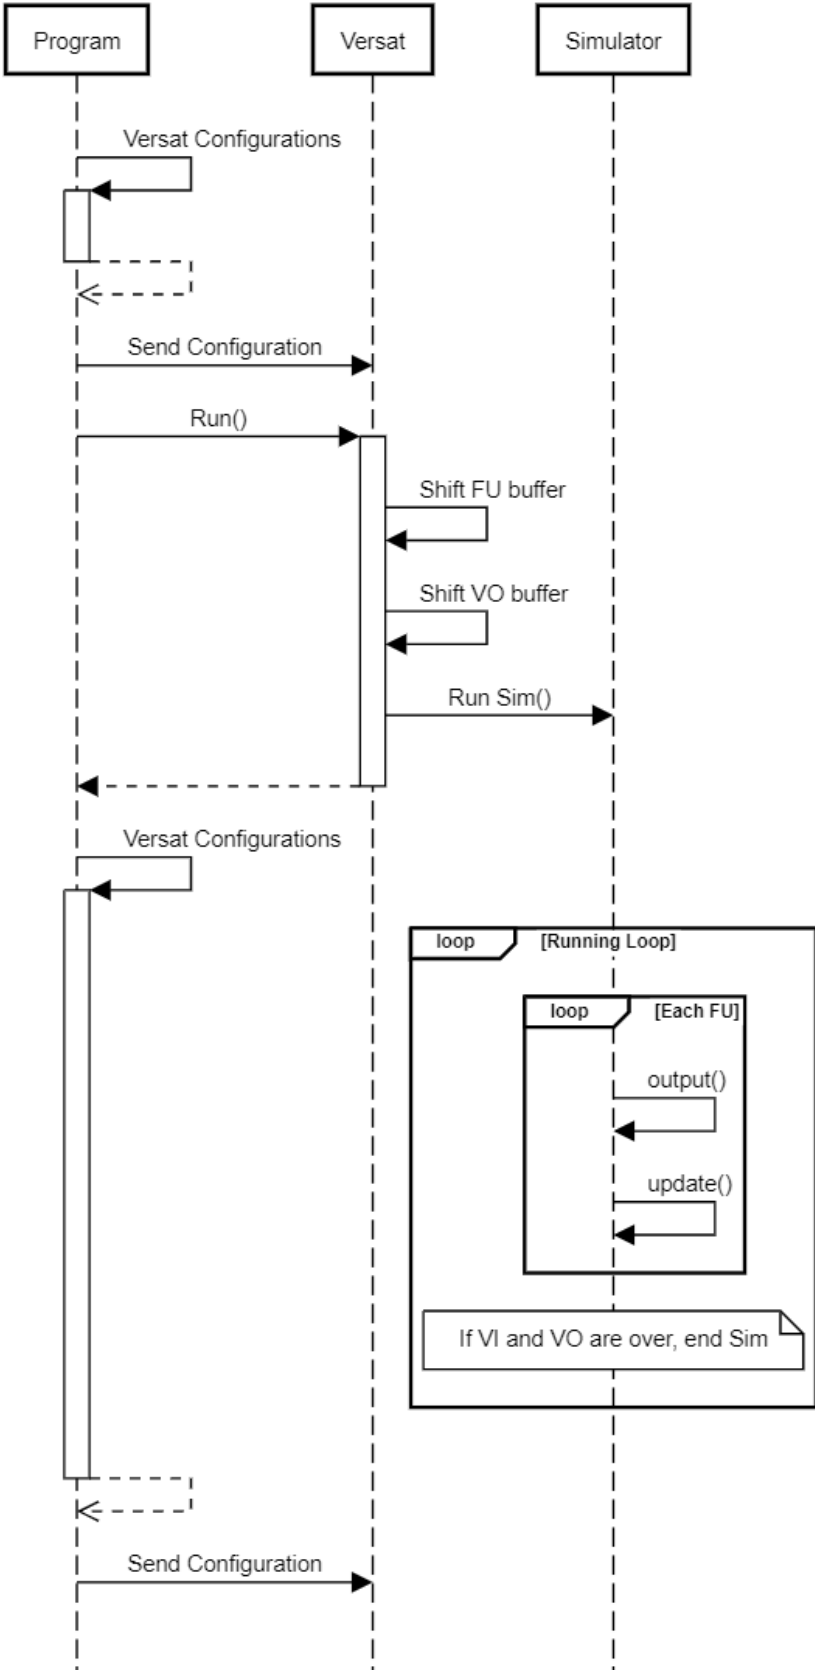 Program
Versat
Simulator
Versat Configurations
Send Configuration
Run()
Shift FU buffer
Shift VO buffer
Run Sim()
Versat Configurations
loop
[Running Loop]
loop
[Each FU]
output()
update()
If VI and VO are over, end Sim
Send Configuration